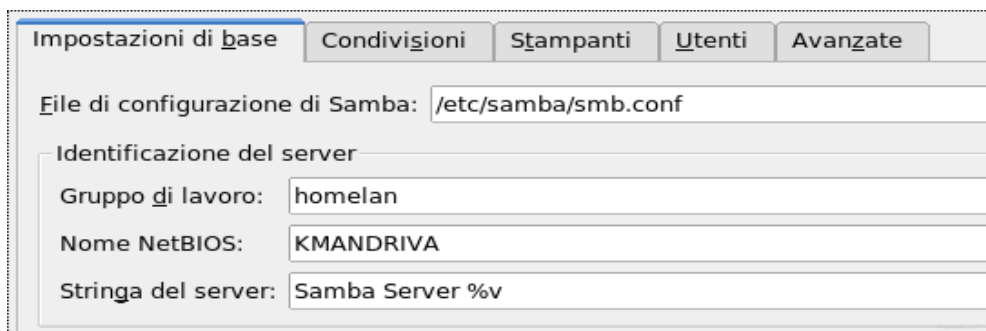 Impostazioni di base Condivisioni Stampanti Utenti Avanzate
File di configurazione di Samba: /etc/samba/smb.conf
Identificazione del server
Gruppo di lavoro: homelan
Nome NetBIOS: KMANDRIVA
Stringa del server: Samba Server %v